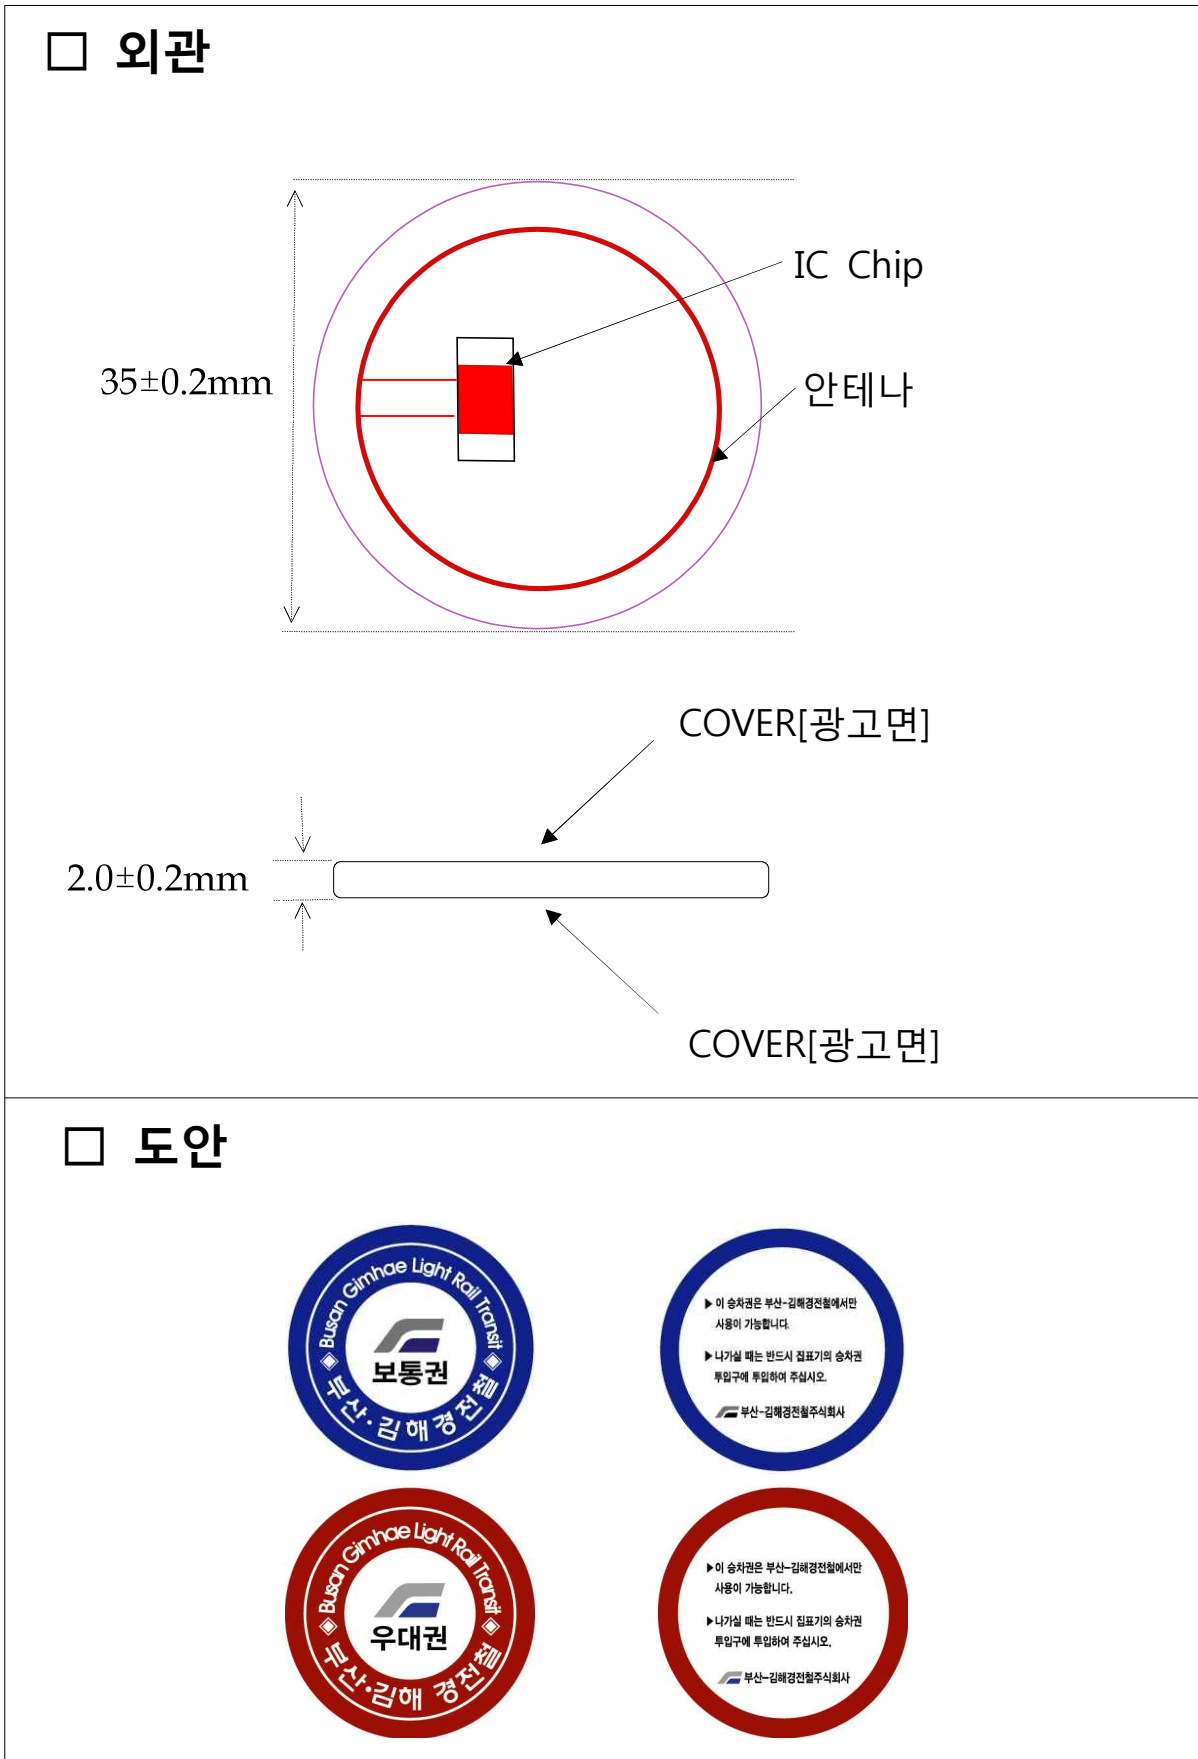 □ 외관
IC Chip
35±0.2mm
안테나
COVER[광고면]
2.0±0.2mm
COVER[광고면]
□ 도안
Busan Gimhae Light Rail Transit
보통권
부산·김해경전철
▶이 승차권은 부산-김해경전철에서만
사용이 가능합니다.
▶나가실 때는 반드시 집표기의 승차권
투입구에 투입하여 주십시오.
부산-김해경전철주식회사
Busan Gimhae Light Rail Transit
우대권
부산·김해 경전철
▶이 승차권은 부산-김해경전철에서만
사용이 가능합니다.
▶나가실 때는 반드시 집표기의 승차권
투입구에 투입하여 주십시오.
부산-김해경전철주식회사